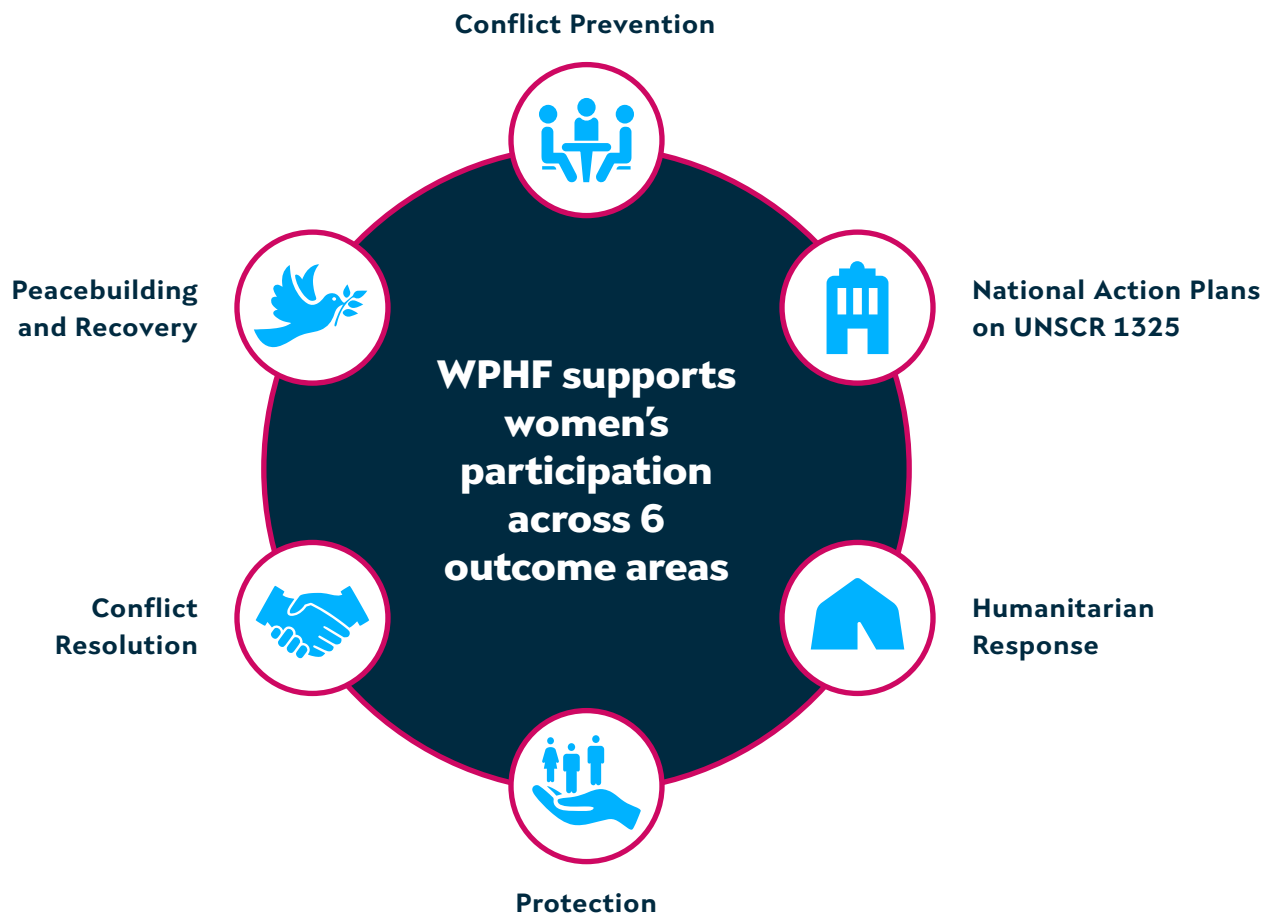 Conflict Prevention
National Action Plans
on UNSCR 1325
Humanitarian
Response
Protection
Conflict
Resolution
Peacebuilding
and Recovery
WPHF supports
women's
participation
across 6
outcome areas